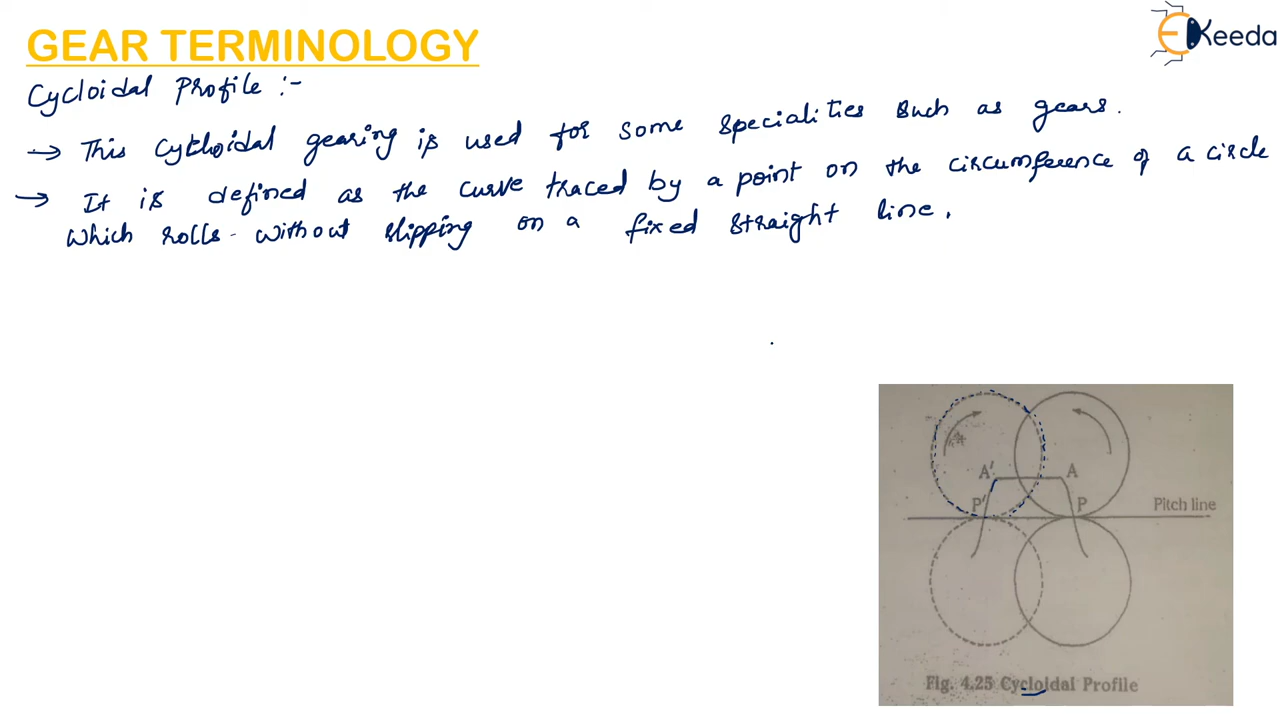 GEAR TERMINOLOGY
EKeeda
Cycloidal Profile :-
→ This cycloidal gearing is used for some specialities such as gears.
→ It is defined as the curve traced by a point on the circumference of a circle
which rolls without slipping on a fixed straight line.
A' A
P' P Pitch line
Fig. 4.25 Cycloidal Profile